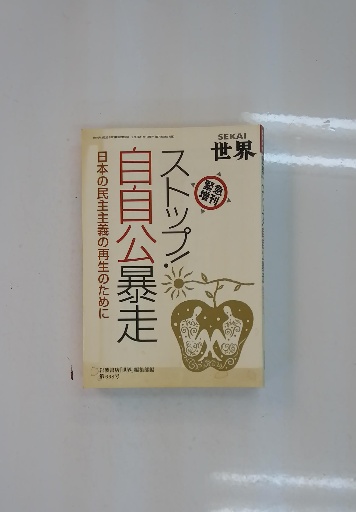 SEKAI
世界
緊急
増刊
ストップ!
自自公暴走
日本の民主主義の再生のために